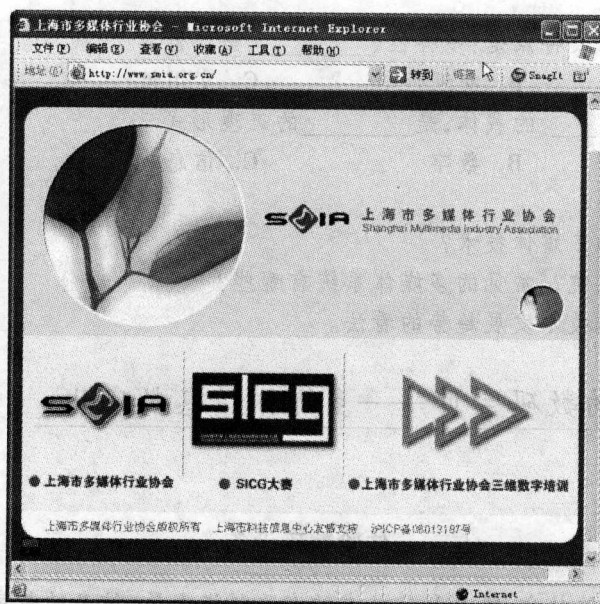 上海市多媒体行业协会 - Microsoft Internet Explorer
文件(F) 编辑(E) 查看(V) 收藏(A) 工具(T) 帮助(H)
地址(D) http://www.smia.org.cn/ 转到 链接 SnagIt
SMIA 上海市多媒体行业协会
Shanghai Multimedia Industry Association
SMIA sicg
上海市多媒体行业协会 SICG大赛 上海市多媒体行业协会三维数字培训
上海市多媒体行业协会版权所有 上海市科技信息中心友情支持 沪ICP备08013187号
Internet